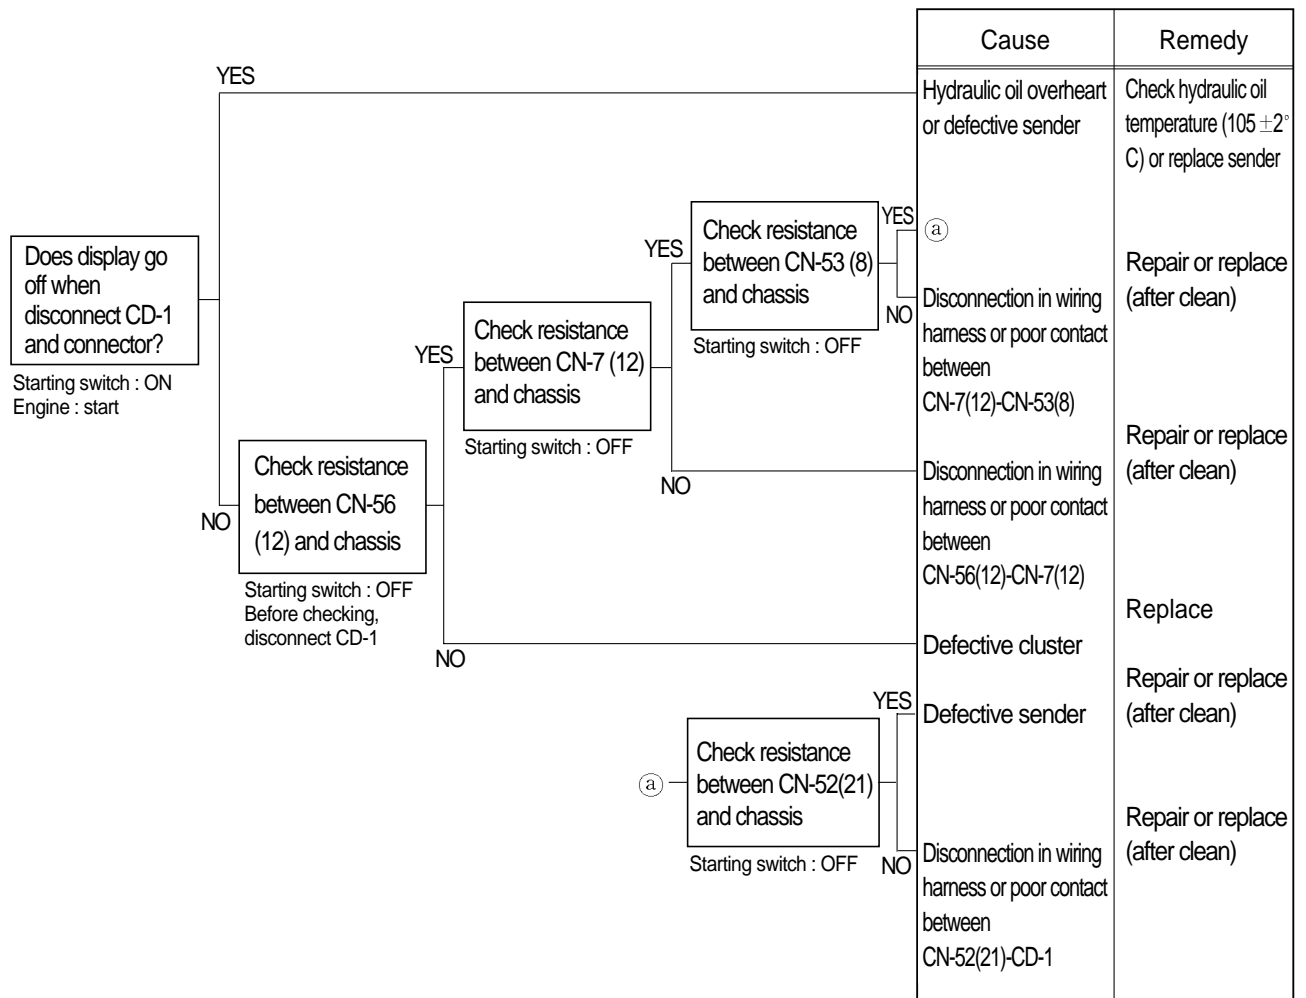 Cause
Remedy
YES
Hydraulic oil overheart
or defective sender
Check hydraulic oil
temperature (105 ±2°
C) or replace sender
Does display go
off when
disconnect CD-1
and connector?
Starting switch : ON
Engine : start
NO
Check resistance
between CN-56
(12) and chassis
Starting switch : OFF
Before checking,
disconnect CD-1
YES
Check resistance
between CN-7 (12)
and chassis
Starting switch : OFF
YES
Check resistance
between CN-53 (8)
and chassis
Starting switch : OFF
YES
ⓐ
NO
Disconnection in wiring
harness or poor contact
between
CN-7(12)-CN-53(8)
Repair or replace
(after clean)
NO
Disconnection in wiring
harness or poor contact
between
CN-56(12)-CN-7(12)
Repair or replace
(after clean)
NO
Defective cluster
Replace
ⓐ
Check resistance
between CN-52(21)
and chassis
Starting switch : OFF
YES
Defective sender
Repair or replace
(after clean)
NO
Disconnection in wiring
harness or poor contact
between
CN-52(21)-CD-1
Repair or replace
(after clean)